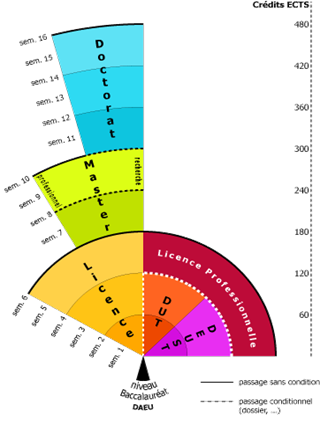 Crédits ECTS
480
420
360
300
240
180
120
60
sem. 16
sem. 15
sem. 14
sem. 13
sem. 12
sem. 11
Doctorat
sem. 10
sem. 9
sem. 8
sem. 7
professionnel
Master
recherche
sem. 6
sem. 5
sem. 4
sem. 3
sem. 2
sem. 1
Licence
Licence Professionnelle
DUT
DEUST
niveau
Baccalauréat
DAEU
passage sans condition
passage conditionnel
(dossier, ...)